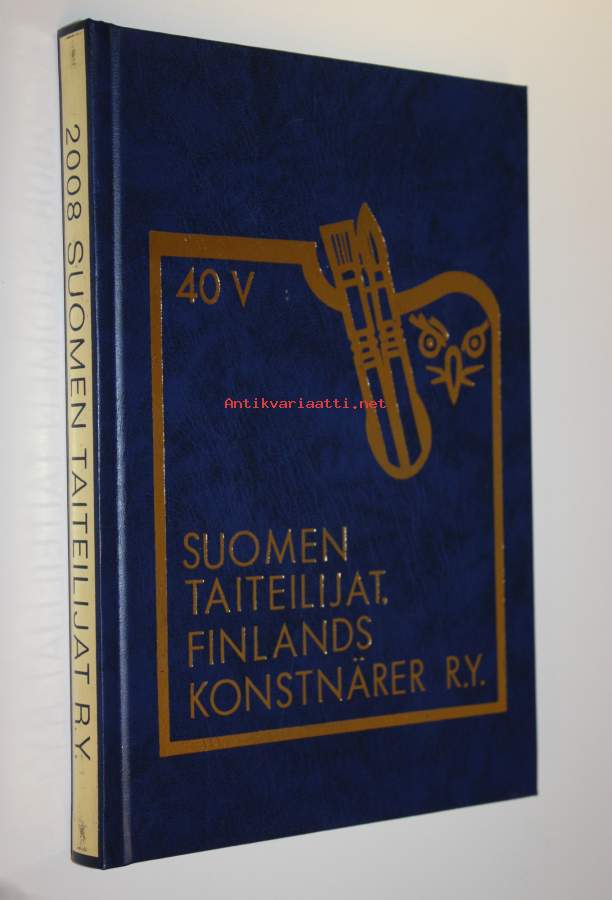 2008 SUOMEN TAITEILIJAT R.Y.
40 V
Antikvariaatti.net
SUOMEN
TAITEILIJAT,
FINLANDS
KONSTNÄRER R.Y.